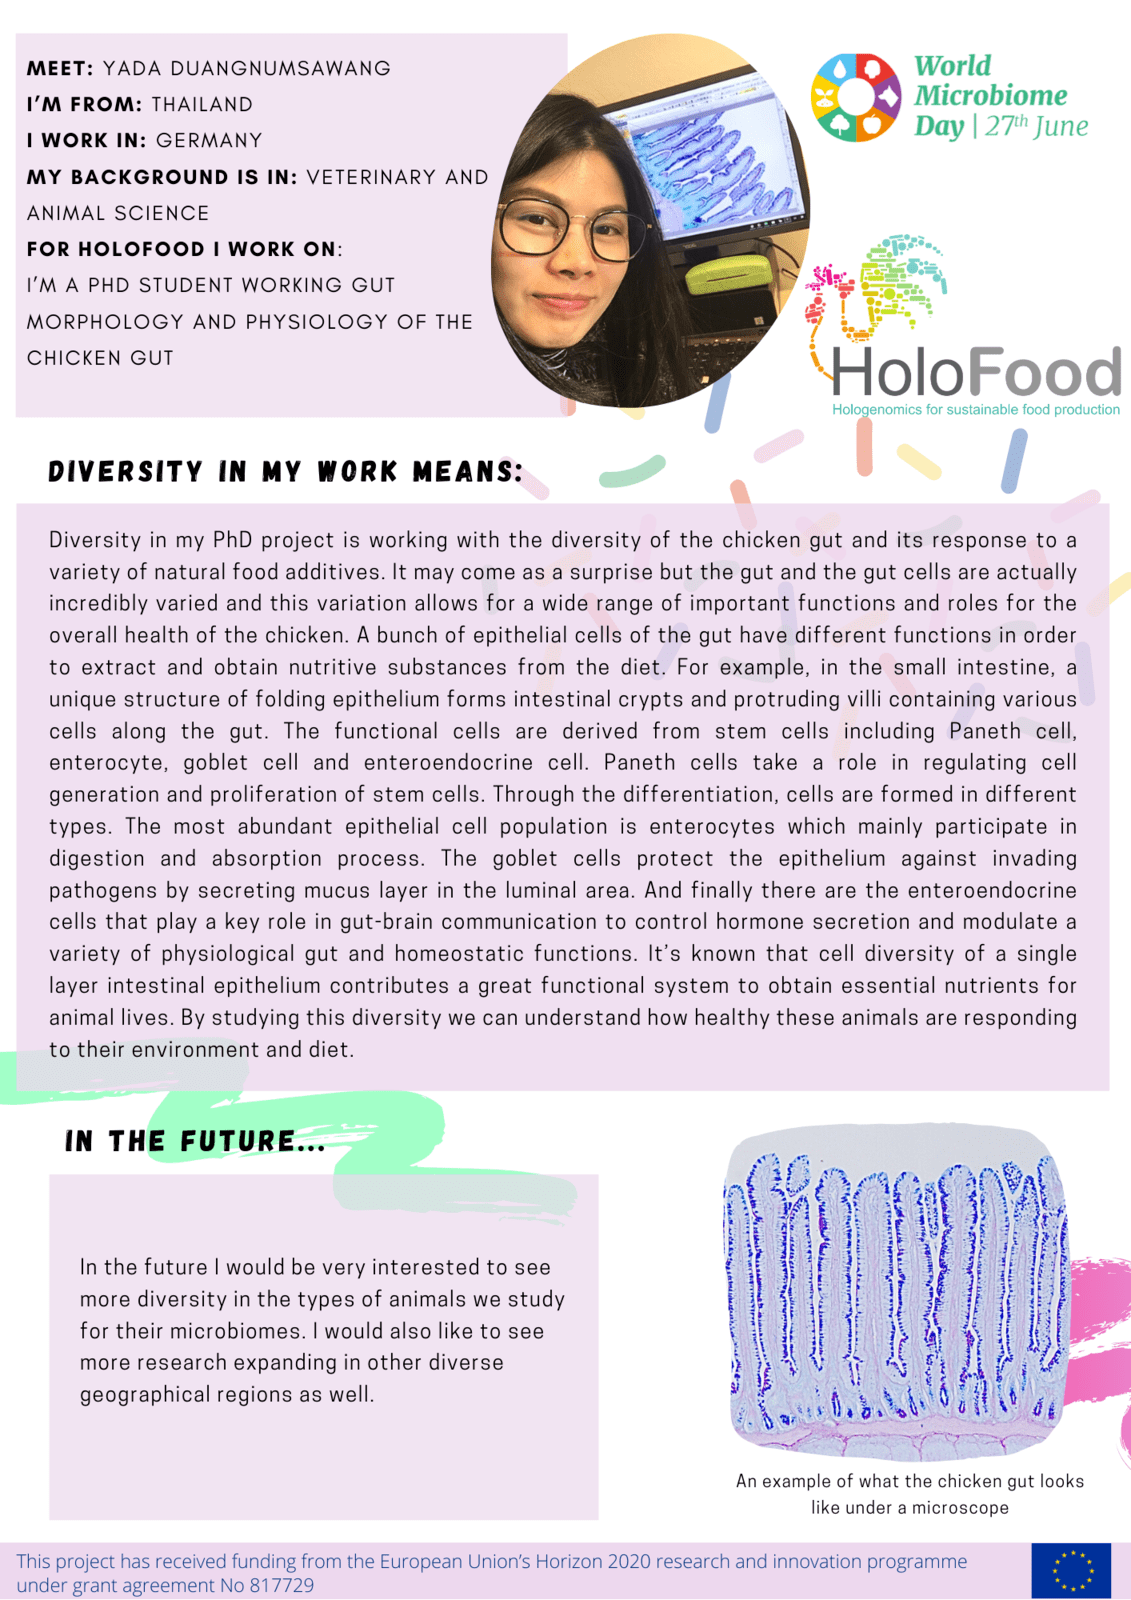 MEET: YADA DUANGNUMSAWANG
I'M FROM: THAILAND
I WORK IN: GERMANY
MY BACKGROUND IS IN: VETERINARY AND
ANIMAL SCIENCE
FOR HOLOFOOD I WORK ON:
I'M A PHD STUDENT WORKING GUT
MORPHOLOGY AND PHYSIOLOGY OF THE
CHICKEN GUT
World
Microbiome
Day | 27th June
HoloFood
Hologenomics for sustainable food production
DIVERSITY IN MY WORK MEANS:
Diversity in my PhD project is working with the diversity of the chicken gut and its response to a
variety of natural food additives. It may come as a surprise but the gut and the gut cells are actually
incredibly varied and this variation allows for a wide range of important functions and roles for the
overall health of the chicken. A bunch of epithelial cells of the gut have different functions in order
to extract and obtain nutritive substances from the diet. For example, in the small intestine, a
unique structure of folding epithelium forms intestinal crypts and protruding villi containing various
cells along the gut. The functional cells are derived from stem cells including Paneth cell,
enterocyte, goblet cell and enteroendocrine cell. Paneth cells take a role in regulating cell
generation and proliferation of stem cells. Through the differentiation, cells are formed in different
types. The most abundant epithelial cell population is enterocytes which mainly participate in
digestion and absorption process. The goblet cells protect the epithelium against invading
pathogens by secreting mucus layer in the luminal area. And finally there are the enteroendocrine
cells that play a key role in gut-brain communication to control hormone secretion and modulate a
variety of physiological gut and homeostatic functions. It's known that cell diversity of a single
layer intestinal epithelium contributes a great functional system to obtain essential nutrients for
animal lives. By studying this diversity we can understand how healthy these animals are responding
to their environment and diet.
IN THE FUTURE...
In the future I would be very interested to see
more diversity in the types of animals we study
for their microbiomes. I would also like to see
more research expanding in other diverse
geographical regions as well.
An example of what the chicken gut looks
like under a microscope
This project has received funding from the European Union's Horizon 2020 research and innovation programme
under grant agreement No 817729